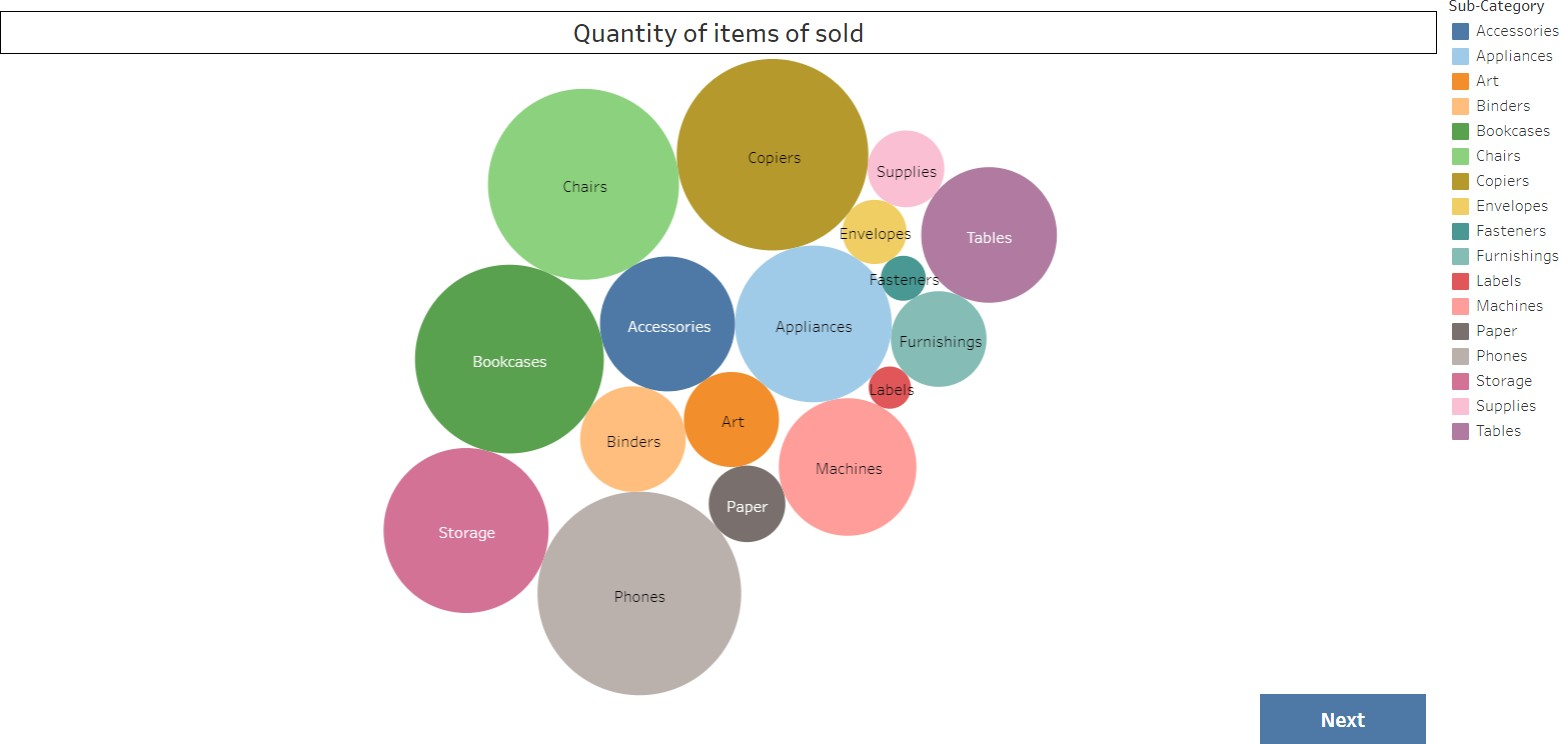 Quantity of items of sold
Copiers
Chairs
Supplies
Envelopes
Tables
Fasteners
Accessories
Appliances
Furnishings
Bookcases
Labels
Art
Binders
Machines
Paper
Storage
Phones
Sub-Category
Accessories
Appliances
Art
Binders
Bookcases
Chairs
Copiers
Envelopes
Fasteners
Furnishings
Labels
Machines
Paper
Phones
Storage
Supplies
Tables
Next